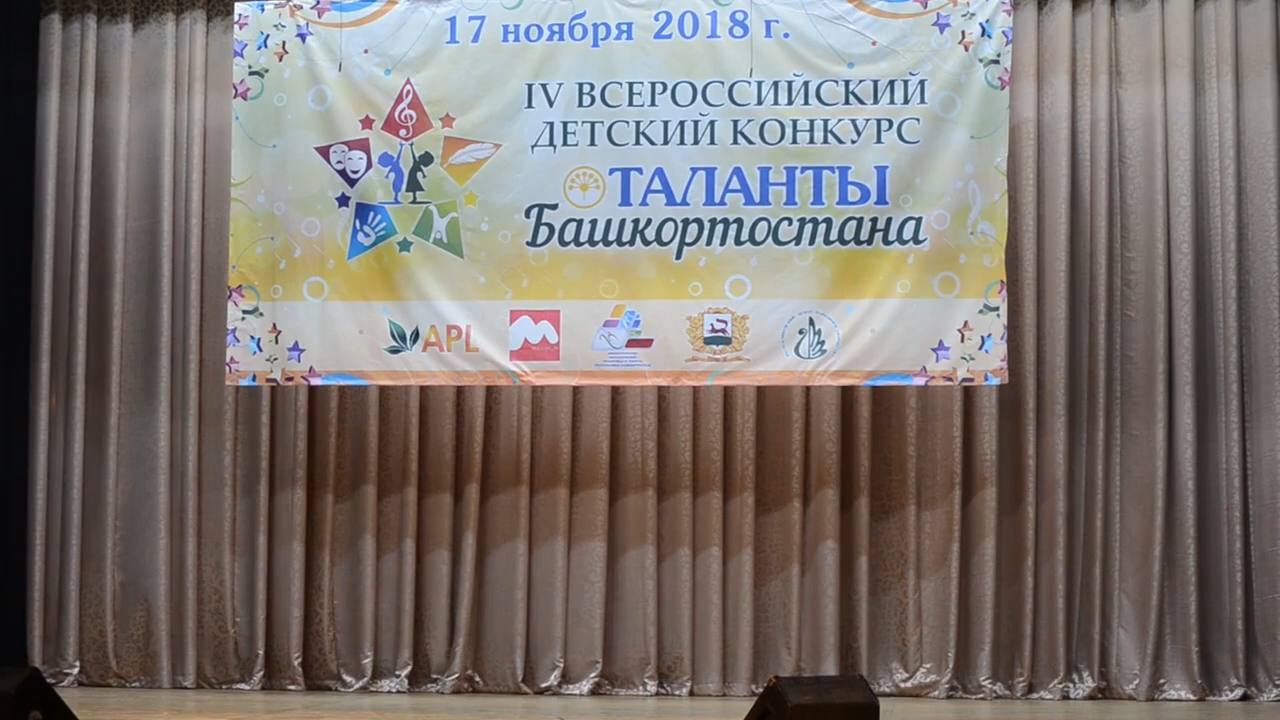 17 ноября 2018 г.
IV ВСЕРОССИЙСКИЙ
ДЕТСКИЙ КОНКУРС
ТАЛАНТЫ
Башкортостана
APL